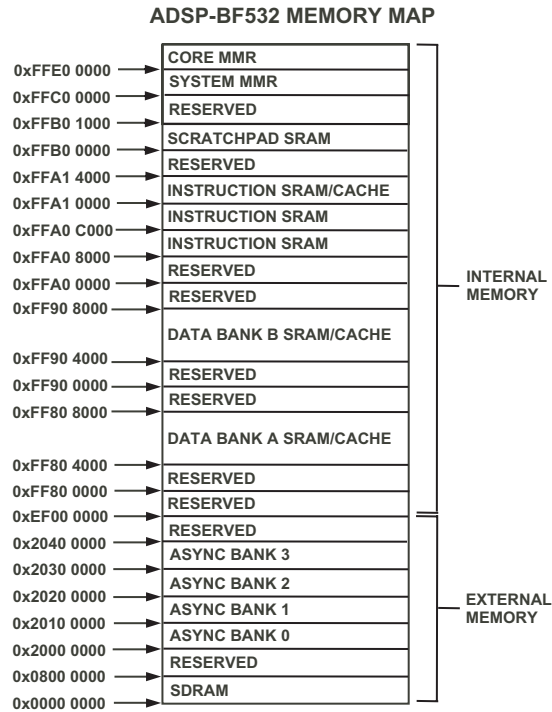 ADSP-BF532 MEMORY MAP
CORE MMR
0xFFE0 0000
SYSTEM MMR
0xFFC0 0000
RESERVED
0xFFB0 1000
SCRATCHPAD SRAM
0xFFB0 0000
RESERVED
0xFFA1 4000
INSTRUCTION SRAM/CACHE
0xFFA1 0000
INSTRUCTION SRAM
0xFFA0 C000
INSTRUCTION SRAM
0xFFA0 8000
RESERVED
0xFFA0 0000
RESERVED
0xFF90 8000
DATA BANK B SRAM/CACHE
0xFF90 4000
RESERVED
0xFF90 0000
RESERVED
0xFF80 8000
DATA BANK A SRAM/CACHE
0xFF80 4000
RESERVED
0xFF80 0000
RESERVED
0xEF00 0000
RESERVED
0x2040 0000
ASYNC BANK 3
0x2030 0000
ASYNC BANK 2
0x2020 0000
ASYNC BANK 1
0x2010 0000
ASYNC BANK 0
0x2000 0000
RESERVED
0x0800 0000
SDRAM
0x0000 0000
INTERNAL
MEMORY
EXTERNAL
MEMORY